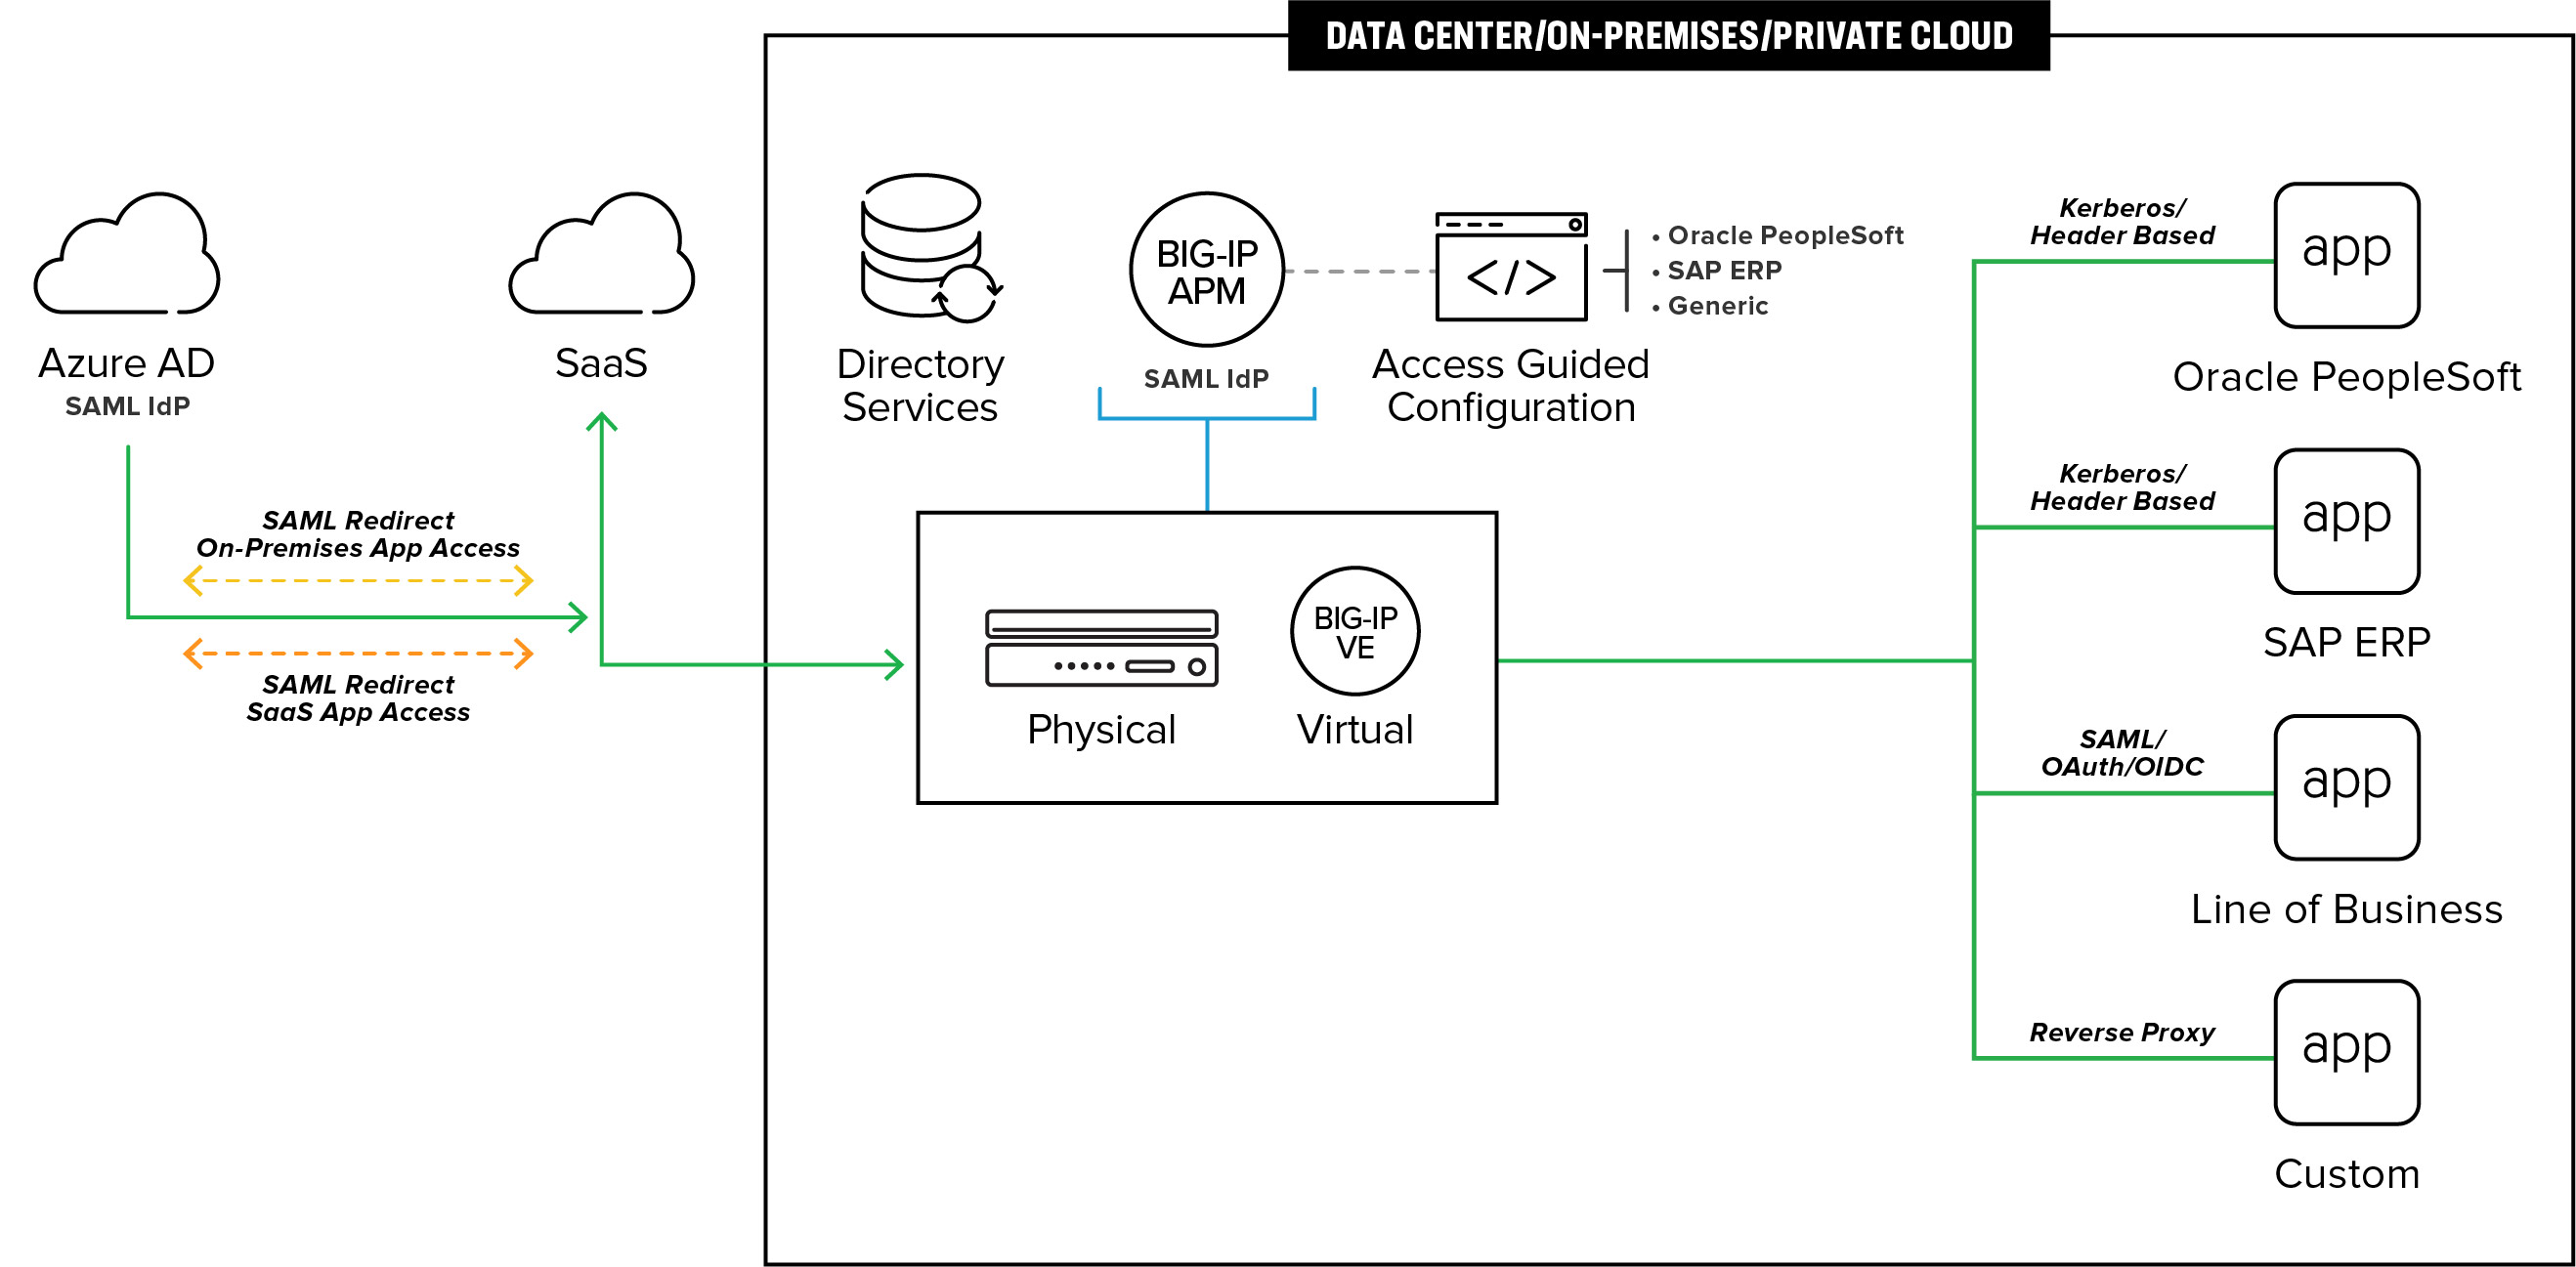 DATA CENTER/ON-PREMISES/PRIVATE CLOUD
Azure AD
SAML IdP
SaaS
SAML Redirect
On-Premises App Access
SAML Redirect
SaaS App Access
Directory
Services
BIG-IP
APM
SAML IdP
</>
Access Guided
Configuration
• Oracle PeopleSoft
• SAP ERP
• Generic
Physical
BIG-IP
VE
Virtual
Kerberos/
Header Based
app
Oracle PeopleSoft
Kerberos/
Header Based
app
SAP ERP
SAML/
OAuth/OIDC
app
Line of Business
Reverse Proxy
app
Custom